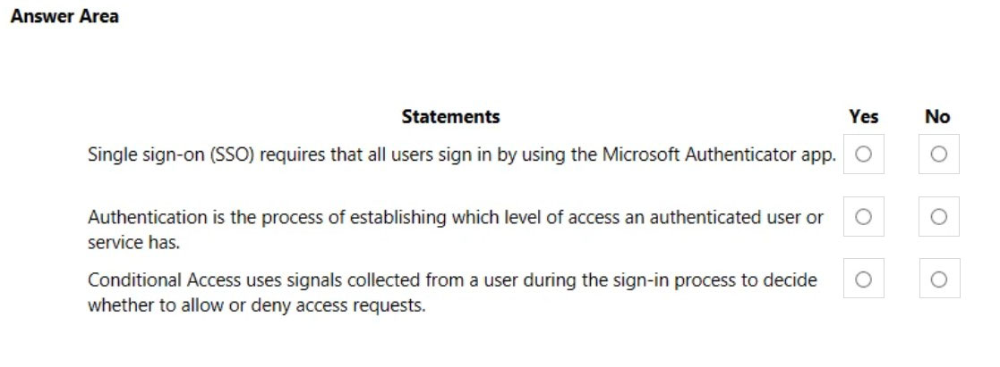 Answer Area
Statements Yes No
Single sign-on (SSO) requires that all users sign in by using the Microsoft Authenticator app.
Authentication is the process of establishing which level of access an authenticated user or
service has.
Conditional Access uses signals collected from a user during the sign-in process to decide
whether to allow or deny access requests.